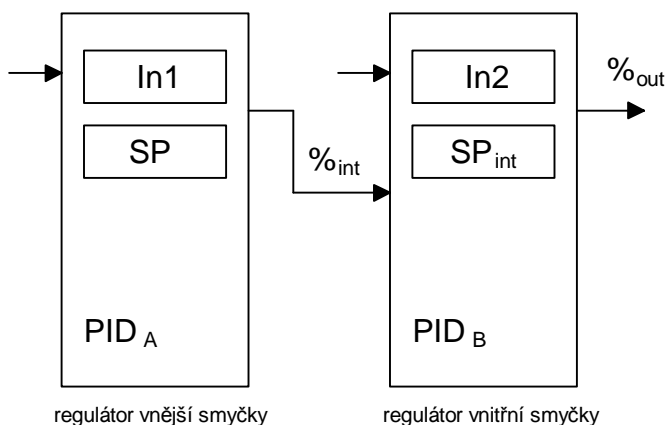 In1
SP
PID A
regulátor vnější smyčky
%int
In2
SPint
PID B
regulátor vnitřní smyčky
%out